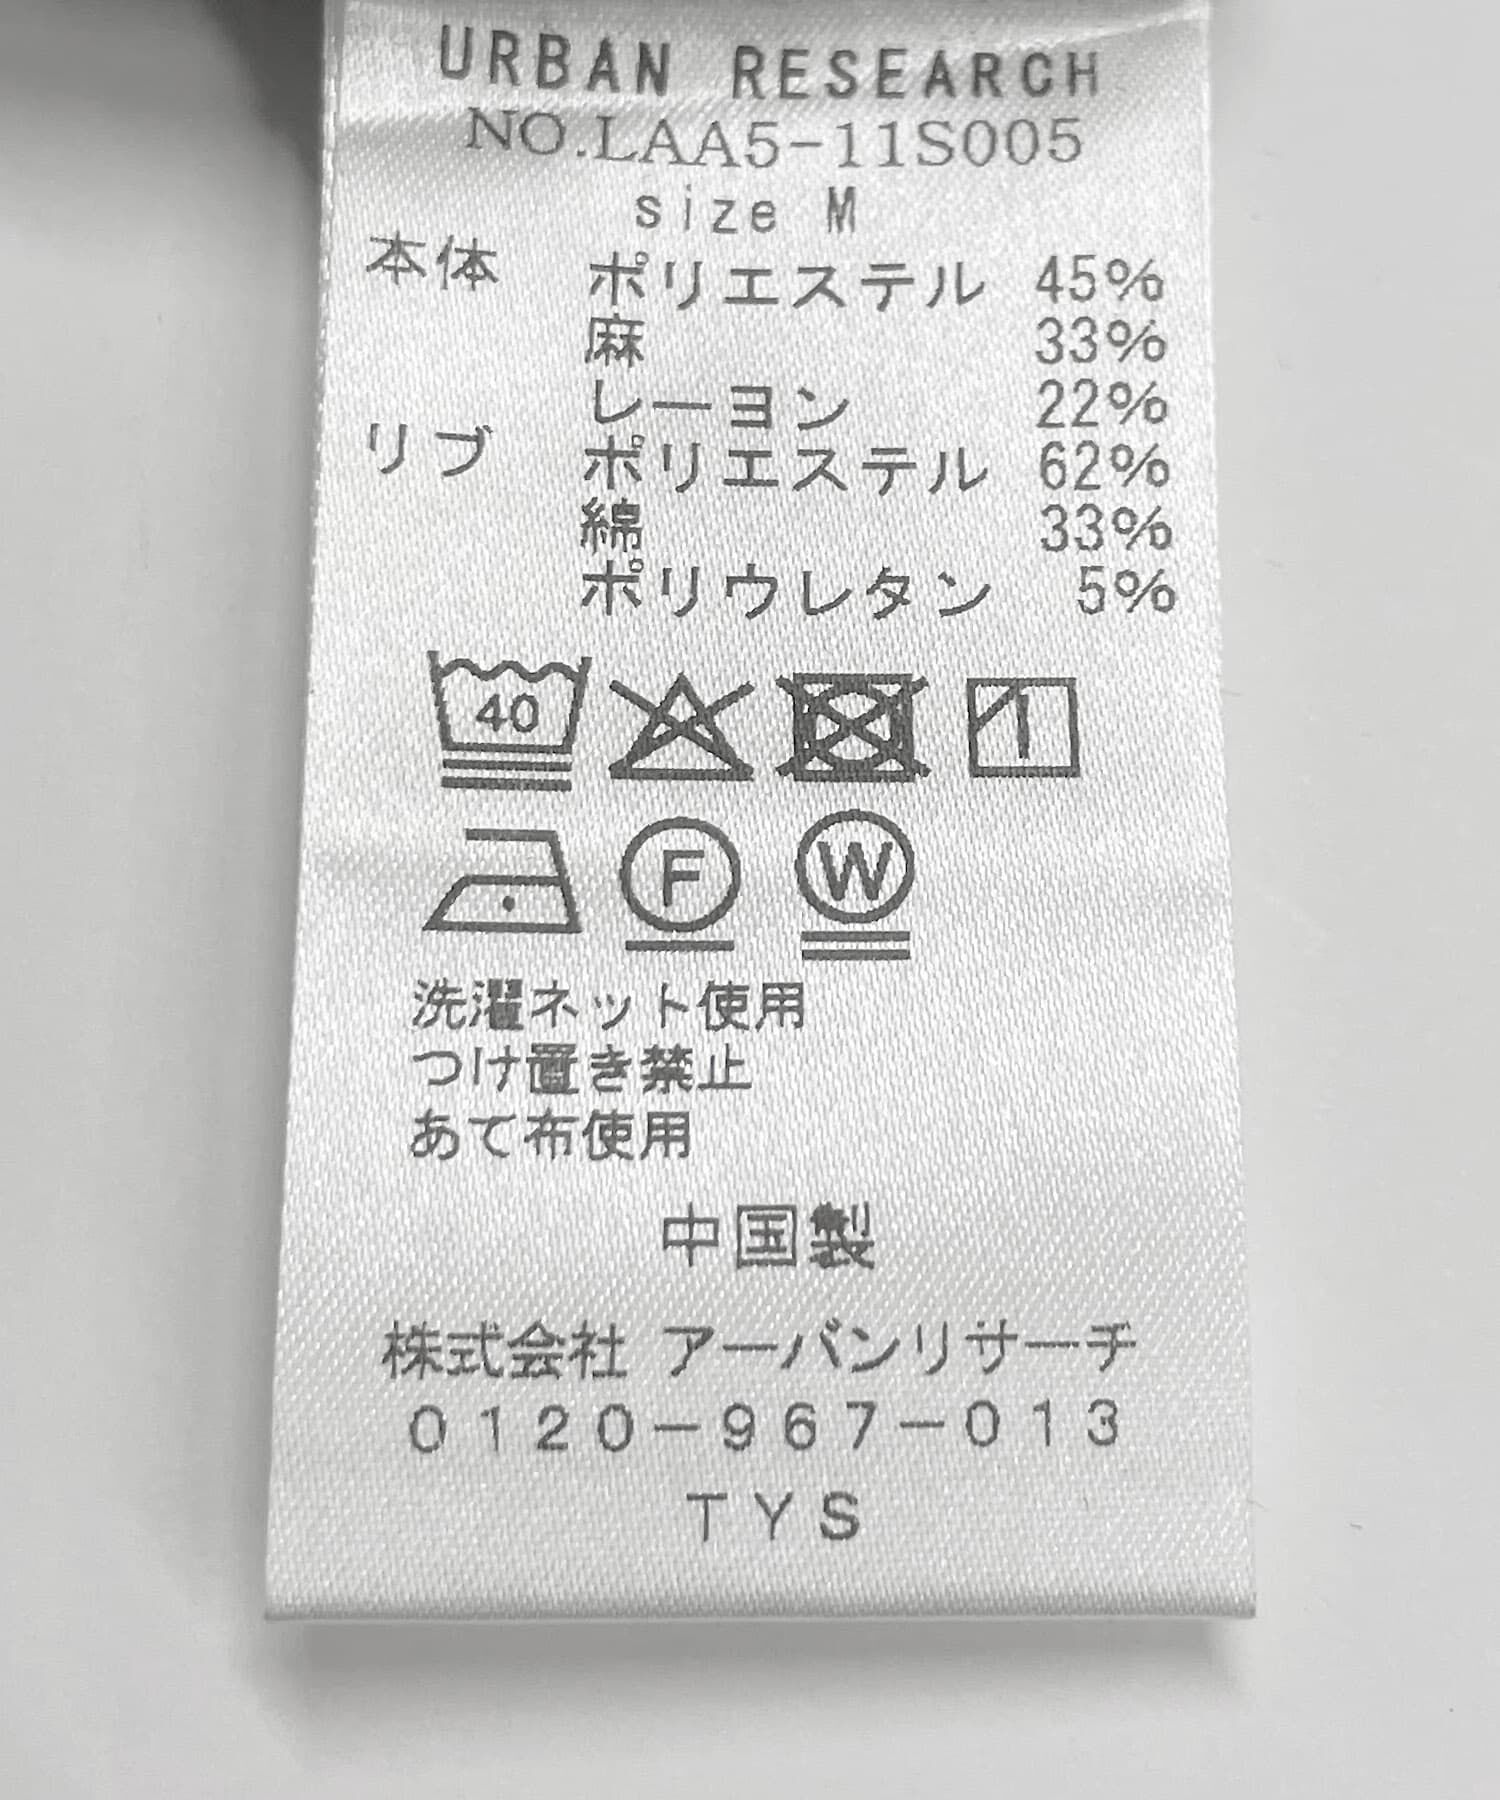 URBAN RESEARCH
NO.LAA5-11S005
size M
本体 ポリエステル 45%
麻 33%
レーヨン 22%
リブ ポリエステル 62%
綿 33%
ポリウレタン 5%
40
F W
洗濯ネット使用
つけ置き禁止
あて布使用
中国製
株式会社 アーバンリサーチ
0120-967-013
TYS